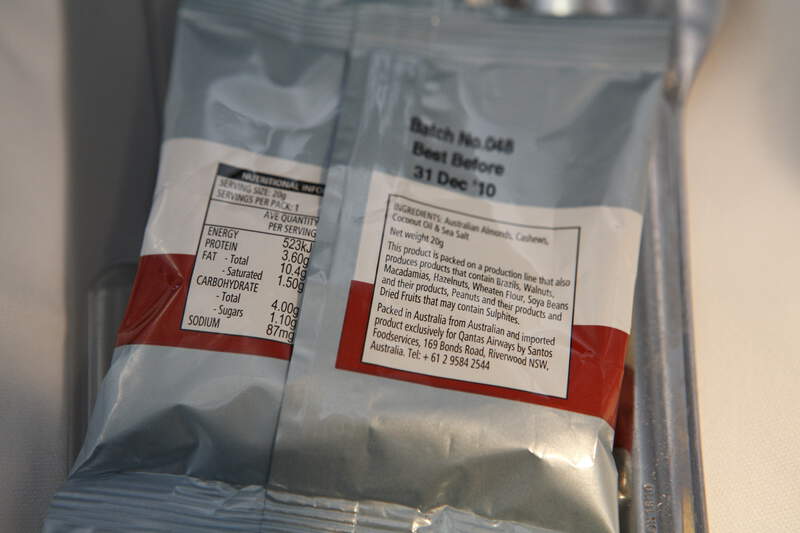 Batch No.048
Best Before
31 Dec '10
NUTRITIONAL INFO
SERVING SIZE: 20g
SERVINGS PER PACK: 1
AVE QUANTITY
PER SERVING
ENERGY 523kJ
PROTEIN 3.60g
FAT - Total 10.4g
- Saturated 1.50g
CARBOHYDRATE
- Total 4.00g
- Sugars 1.10g
SODIUM 87mg
INGREDIENTS: Australian Almonds, Cashews,
Coconut Oil & Sea Salt
Net weight 20g
This product is packed on a production line that also
produces products that contain Brazils, Walnuts,
Macadamias, Hazelnuts, Wheaten Flour, Soya Beans
and their products, Peanuts and their products and
Dried Fruits that may contain Sulphites.
Packed in Australia from Australian and imported
product exclusively for Qantas Airways by Santos
Foodservices, 169 Bonds Road, Riverwood NSW,
Australia. Tel: + 61 2 9584 2544